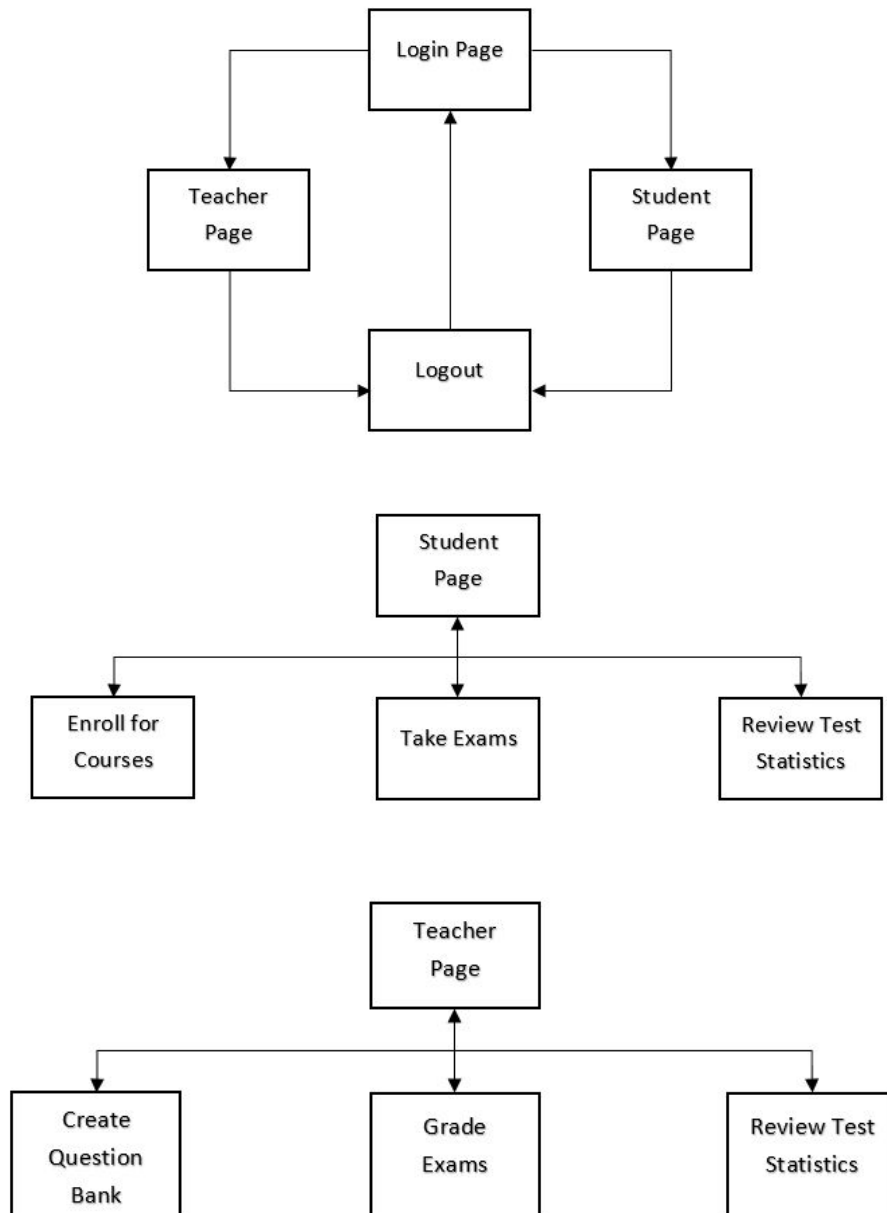 Login Page
Teacher
Page
Student
Page
Logout
Student
Page
Enroll for
Courses
Take Exams
Review Test
Statistics
Teacher
Page
Create
Question
Bank
Grade
Exams
Review Test
Statistics